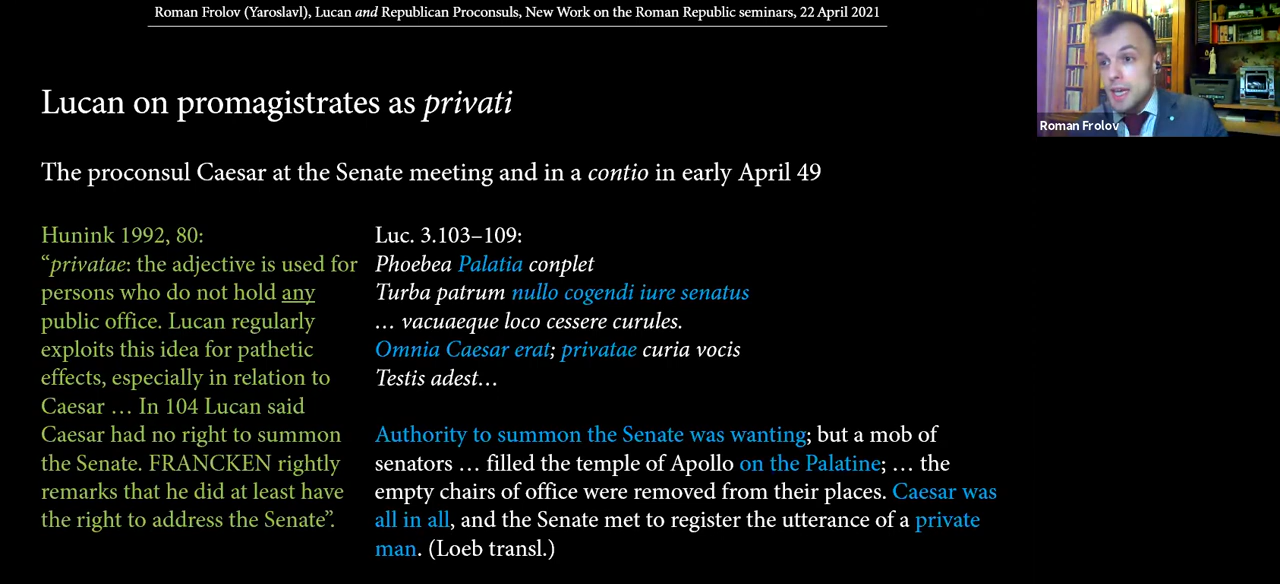 Roman Frolov (Yaroslavl), Lucan and Republican Proconsuls, New Work on the Roman Republic seminars, 22 April 2021
Roman Frolov
Lucan on promagistrates as privati
The proconsul Caesar at the Senate meeting and in a contio in early April 49
Hunink 1992, 80:
“privatae: the adjective is used for
persons who do not hold any
public office. Lucan regularly
exploits this idea for pathetic
effects, especially in relation to
Caesar … In 104 Lucan said
Caesar had no right to summon
the Senate. FRANCKEN rightly
remarks that he did at least have
the right to address the Senate”.
Luc. 3.103–109:
Phoebea Palatia conplet
Turba patrum nullo cogendi iure senatus
… vacuaeque loco cessere curules.
Omnia Caesar erat; privatae curia vocis
Testis adest…
Authority to summon the Senate was wanting; but a mob of
senators … filled the temple of Apollo on the Palatine; … the
empty chairs of office were removed from their places. Caesar was
all in all, and the Senate met to register the utterance of a private
man. (Loeb transl.)